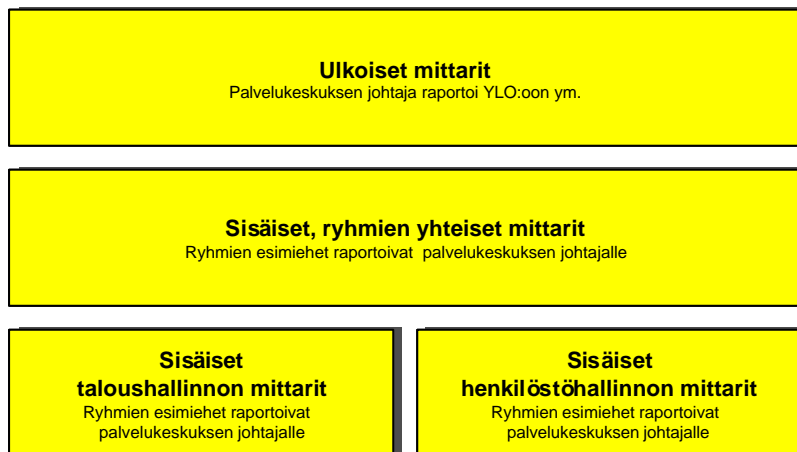 Ulkoiset mittarit
Palvelukeskuksen johtaja raportoi YLO:oon ym.
Sisäiset, ryhmien yhteiset mittarit
Ryhmien esimiehet raportoivat palvelukeskuksen johtajalle
Sisäiset
taloushallinnon mittarit
Ryhmien esimiehet raportoivat
palvelukeskuksen johtajalle
Sisäiset
henkilöstöhallinnon mittarit
Ryhmien esimiehet raportoivat
palvelukeskuksen johtajalle